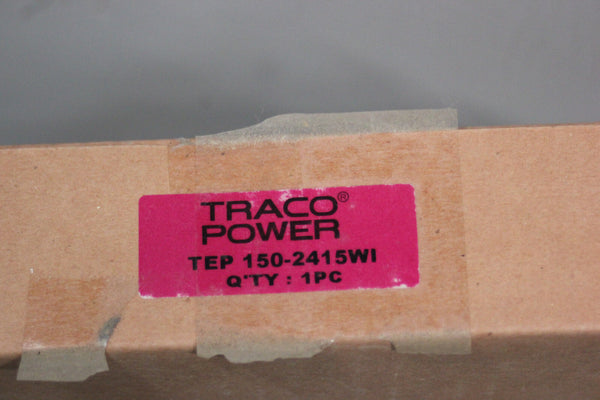 TRACO®
POWER
TEP 150-2415WI
Q'TY : 1PC